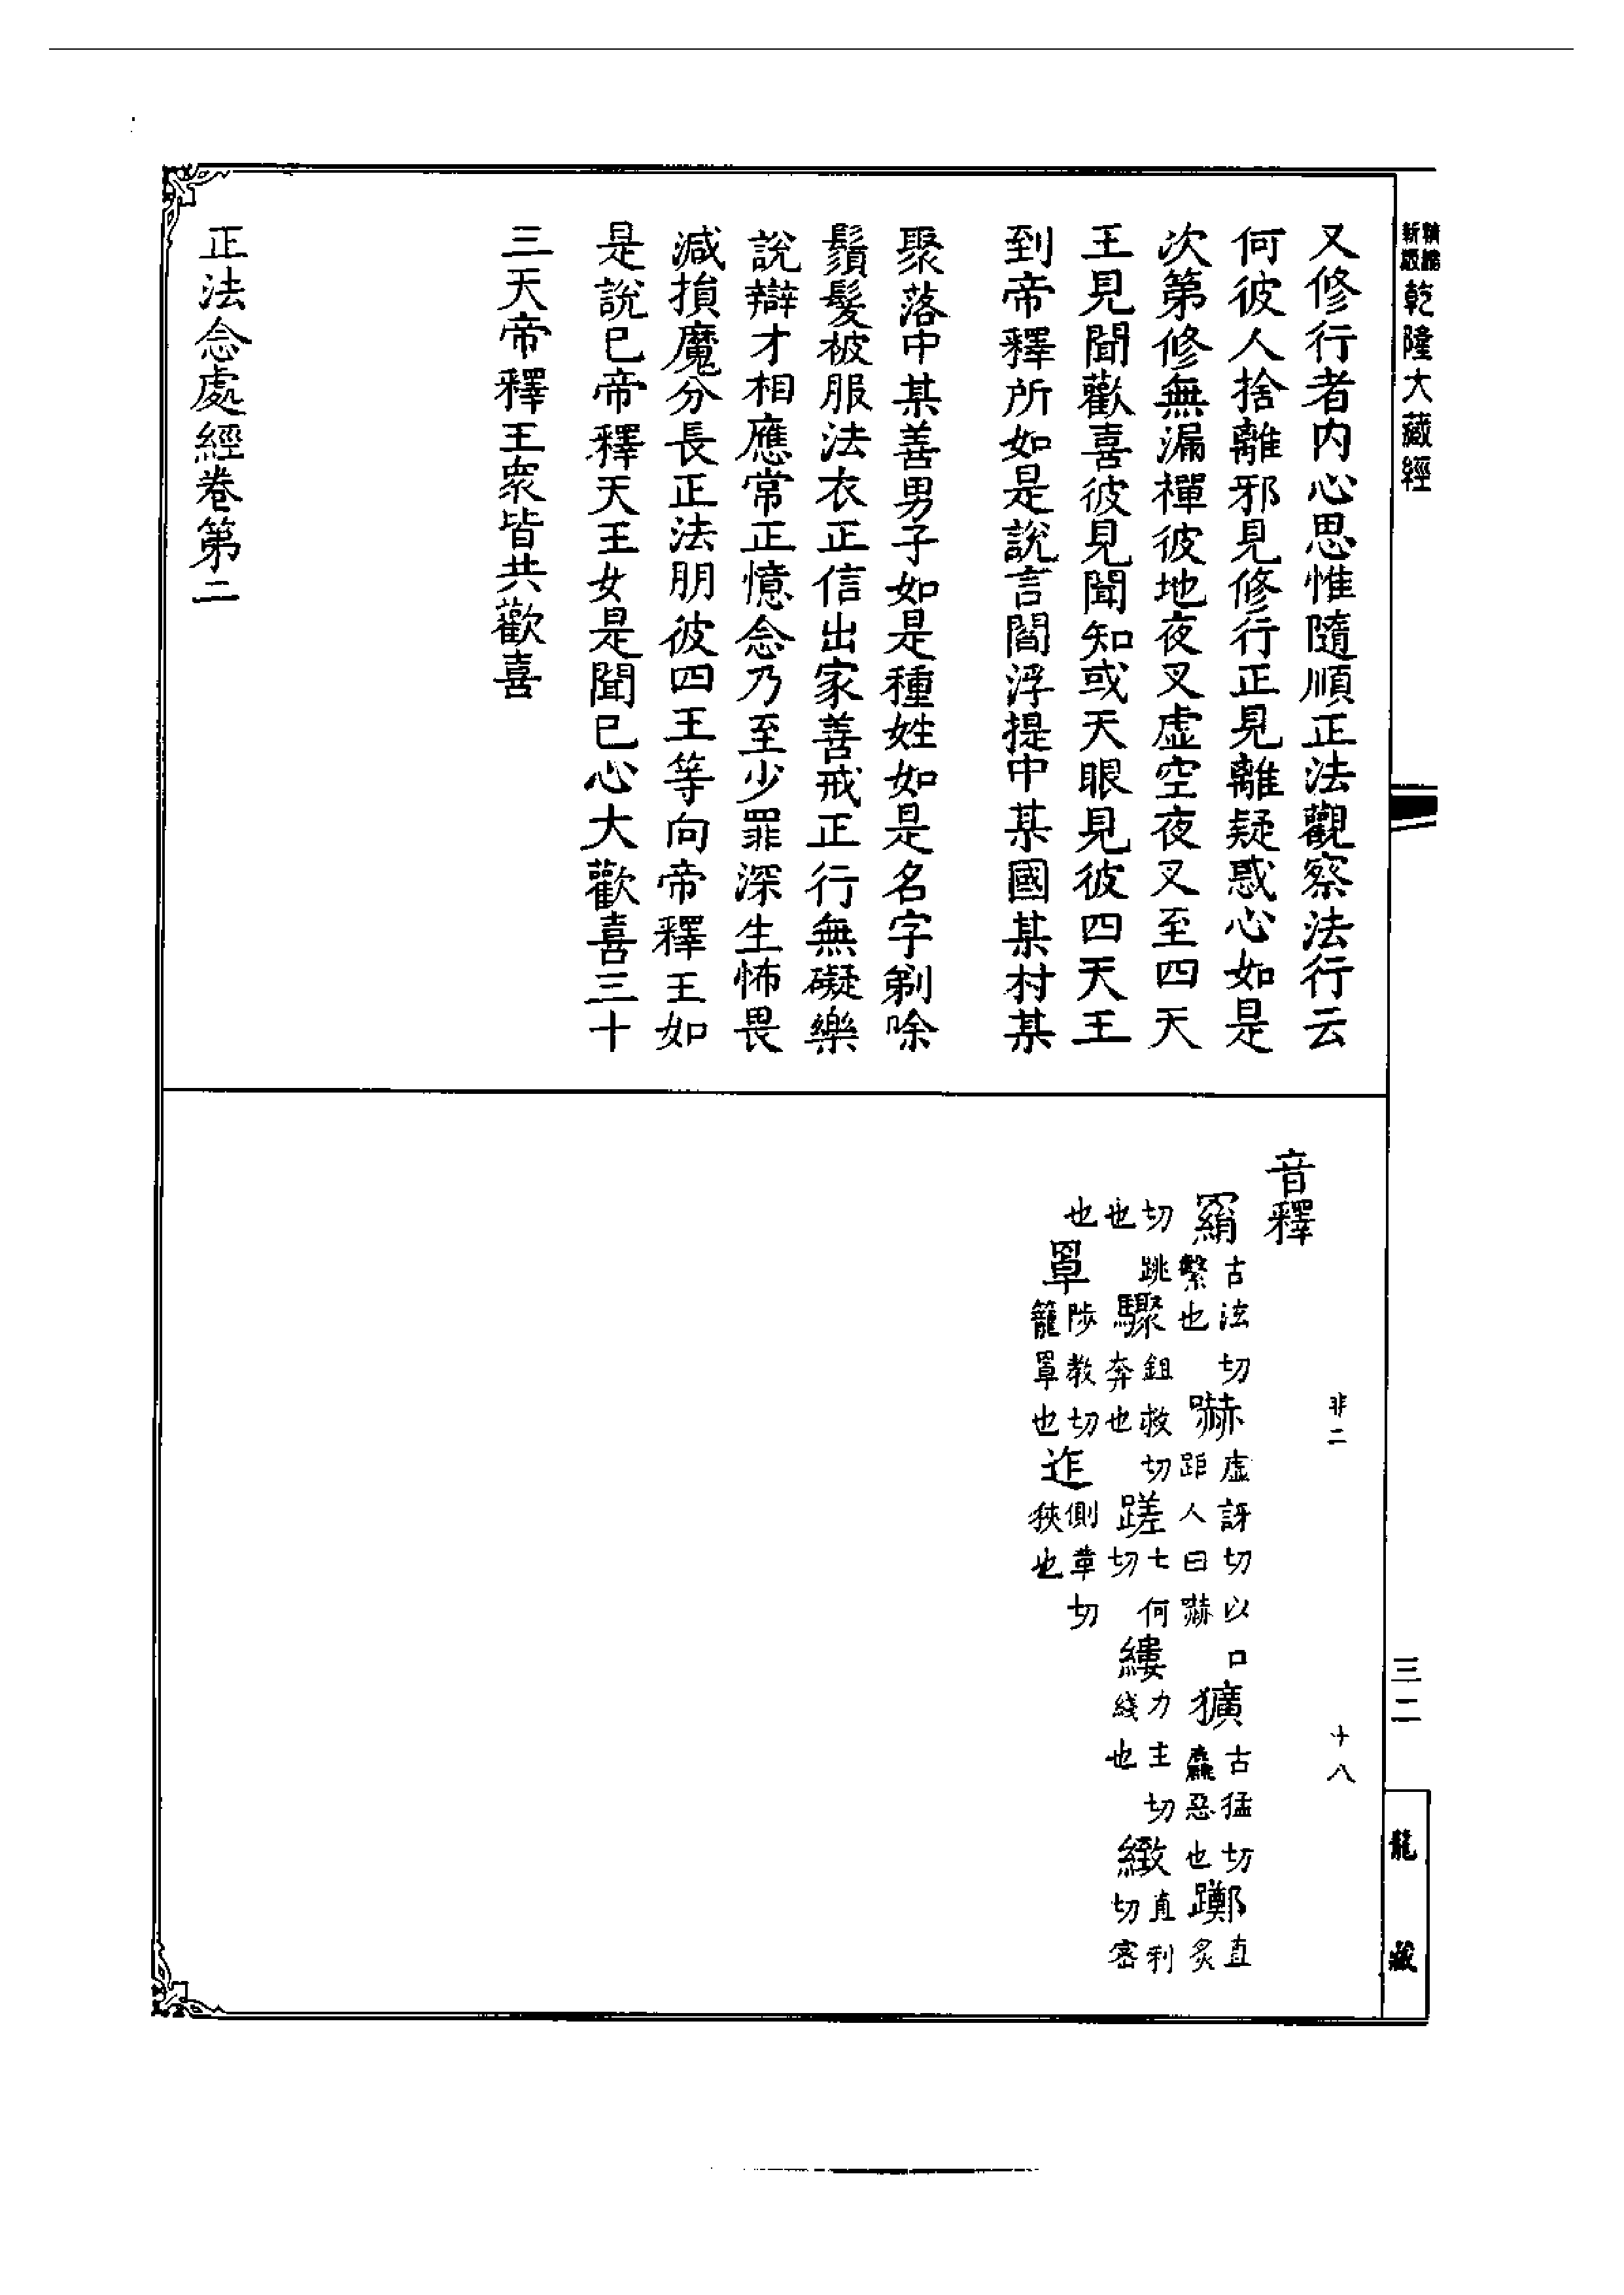 新版精縮乾隆大藏經
又修行者内心思惟隨順正法觀察法行云
何彼人捨離邪見修行正見離疑惑心如是
次第修無漏禪彼地夜叉虛空夜叉至四天
王見聞歡喜彼見聞知或天眼見彼四天王
到帝釋所如是說言閻浮提中某國某村某
聚落中某善男子如是種姓如是名字剃除
鬚髮被服法衣正信出家善戒正行無礙樂
說辯才相應常正憶念乃至少罪深生怖畏
減損魔分長正法朋彼四王等向帝釋王如
是說已帝釋天王女是聞已心大歡喜三十
三天帝釋王衆皆共歡喜
正法念處經卷第二
非二
十八
音釋
羂古法切繫也 嚇虛訝切以口距人曰嚇 獷古猛切麤惡也 躑直炙
切跳也 驟鉏救切奔也 蹉七何切 縷力主切綫也 緻直利切密
也 罩陟教切籠罩也 迮側革切狹也
三二
龍藏